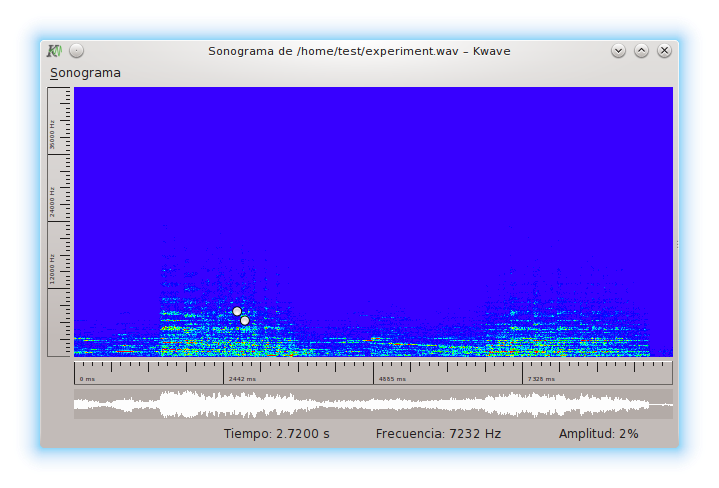 Sonograma de /home/test/experiment.wav – Kwave
Sonograma
36000 Hz
24000 Hz
12000 Hz
0 ms
2442 ms
4885 ms
7328 ms
Tiempo: 2.7200 s
Frecuencia: 7232 Hz
Amplitud: 2%